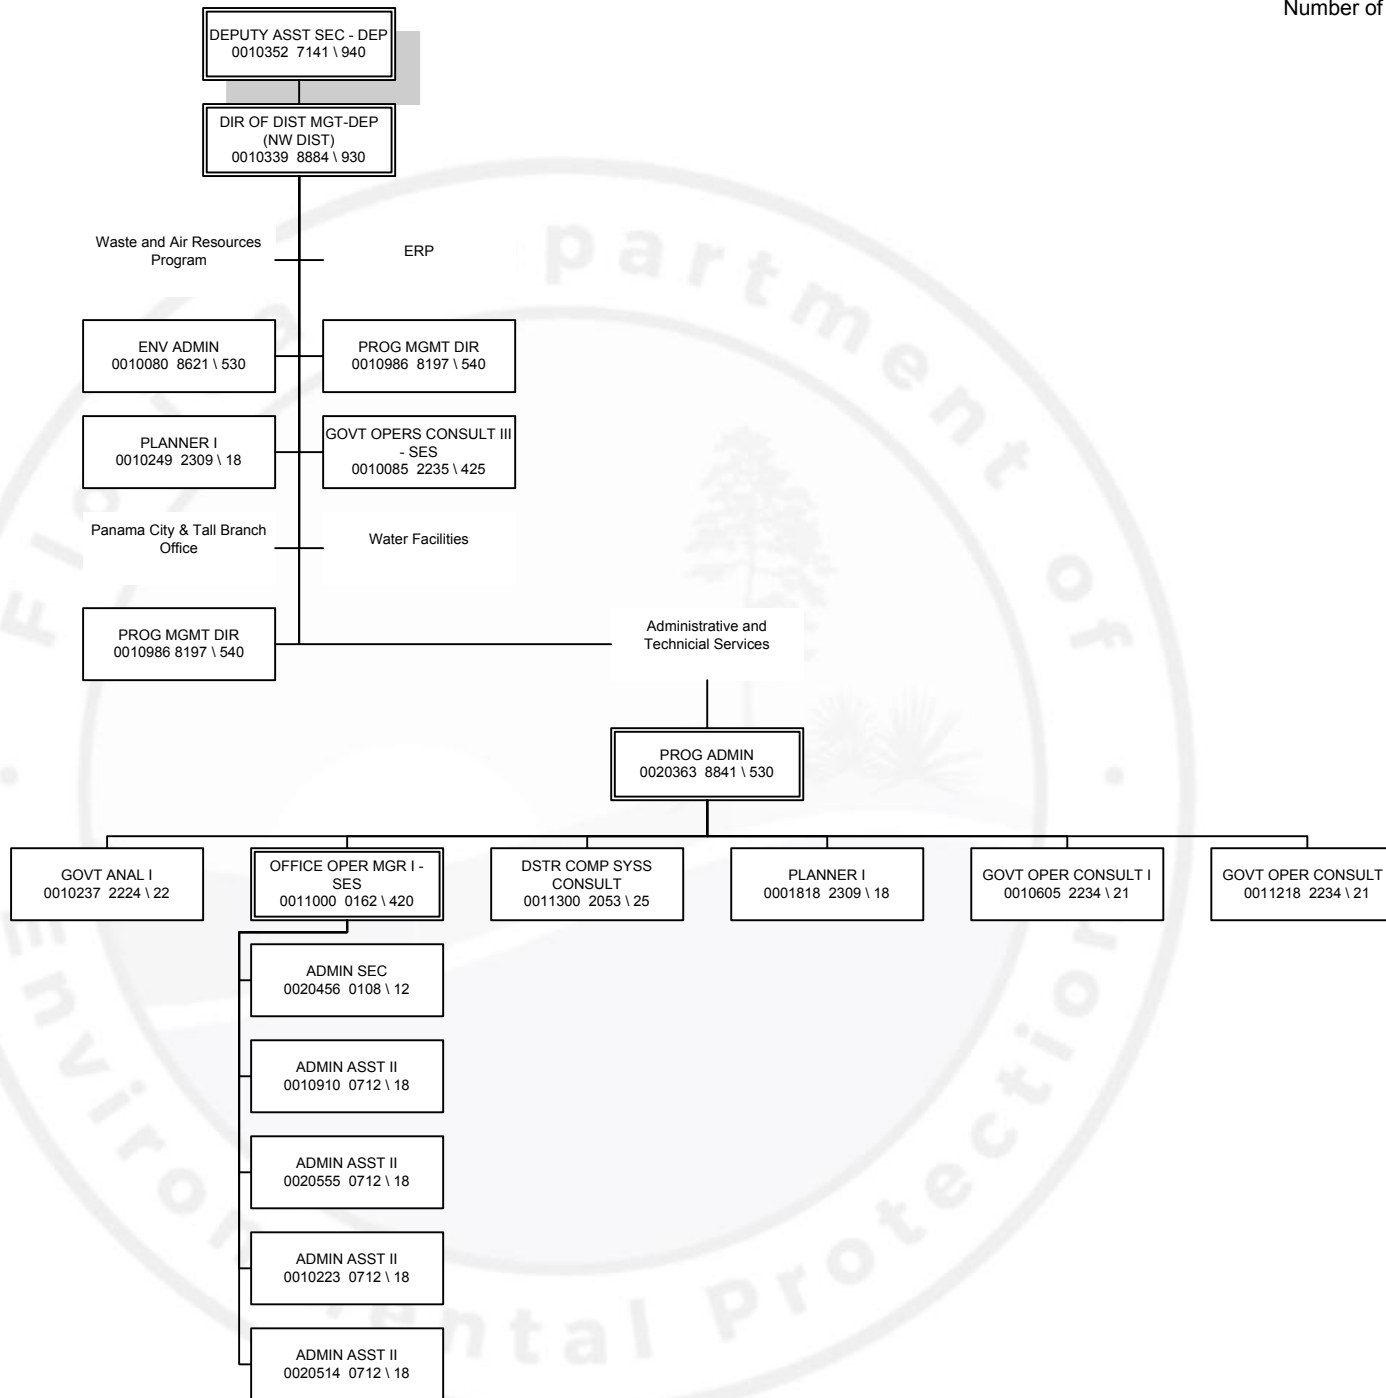 Number of
DEPUTY ASST SEC - DEP
0010352 7141 \ 940
DIR OF DIST MGT-DEP
(NW DIST)
0010339 8884 \ 930
Waste and Air Resources
Program
ERP
ENV ADMIN
0010080 8621 \ 530
PROG MGMT DIR
0010986 8197 \ 540
PLANNER I
0010249 2309 \ 18
GOVT OPERS CONSULT III
- SES
0010085 2235 \ 425
Panama City & Tall Branch
Office
Water Facilities
PROG MGMT DIR
0010986 8197 \ 540
Administrative and
Technicial Services
PROG ADMIN
0020363 8841 \ 530
GOVT ANAL I
0010237 2224 \ 22
OFFICE OPER MGR I -
SES
0011000 0162 \ 420
DSTR COMP SYSS
CONSULT
0011300 2053 \ 25
PLANNER I
0001818 2309 \ 18
GOVT OPER CONSULT I
0010605 2234 \ 21
GOVT OPER CONSULT
0011218 2234 \ 21
ADMIN SEC
0020456 0108 \ 12
ADMIN ASST II
0010910 0712 \ 18
ADMIN ASST II
0020555 0712 \ 18
ADMIN ASST II
0010223 0712 \ 18
ADMIN ASST II
0020514 0712 \ 18